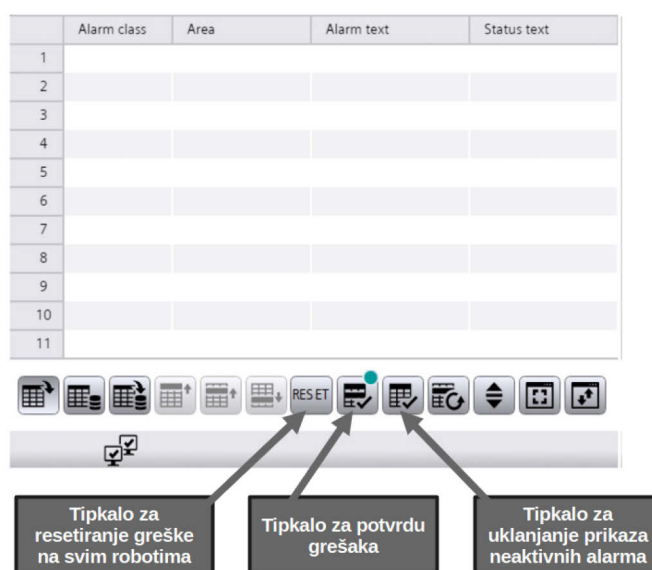 Alarm class Area Alarm text Status text
1
2
3
4
5
6
7
8
9
10
11
RESET
Tipkalo za
resetiranje greške
na svim robotima
Tipkalo za potvrdu
grešaka
Tipkalo za
uklanjanje prikaza
neaktivnih alarma